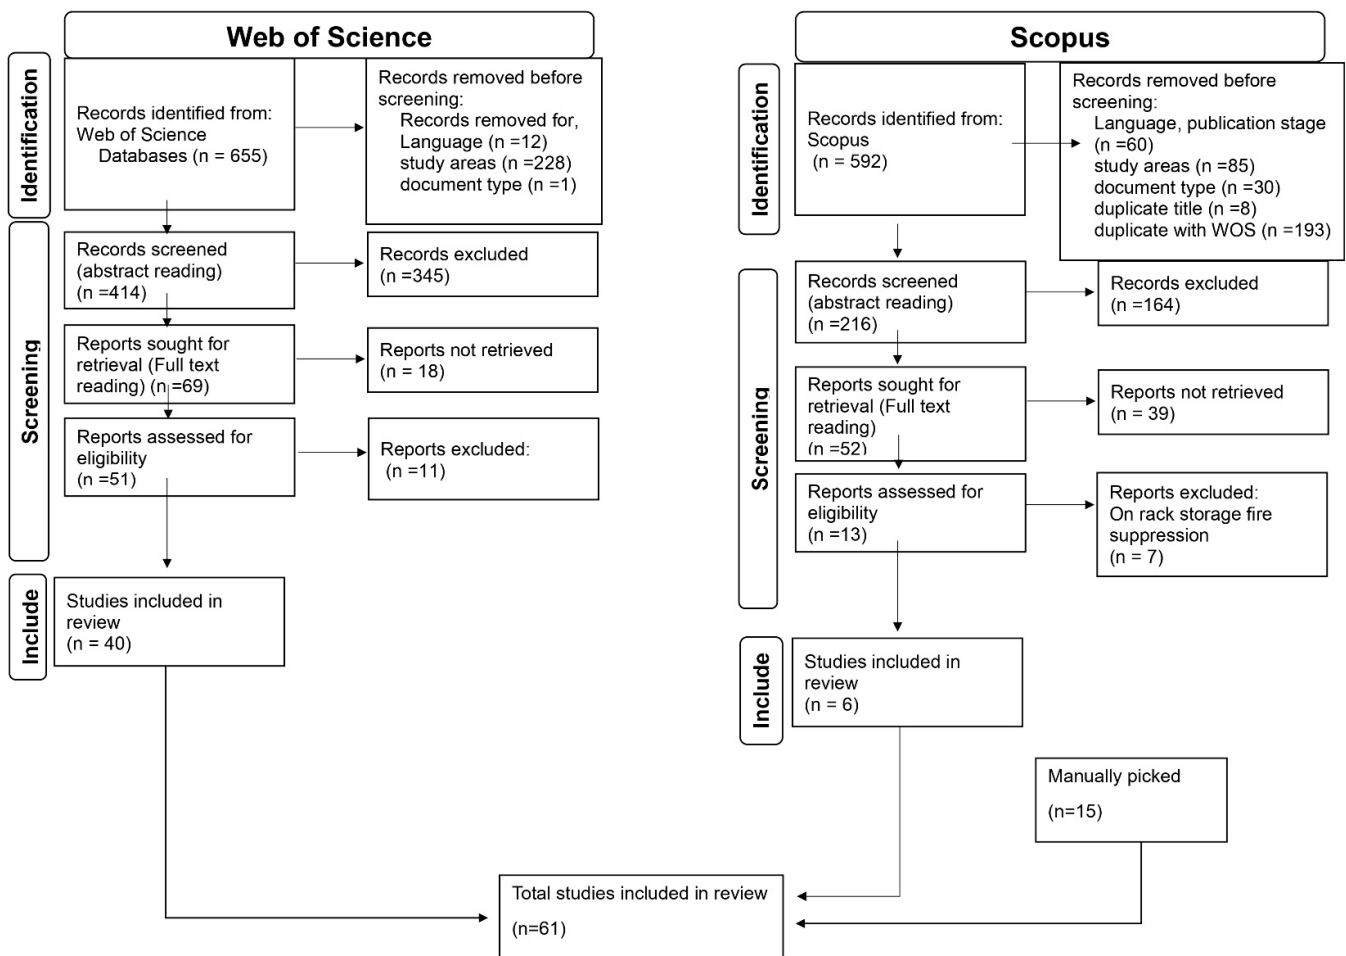 Web of Science
Identification
Records identified from:
Web of Science
Databases (n = 655)
Records removed before
screening:
Records removed for,
Language (n =12)
study areas (n =228)
document type (n =1)
Screening
Records screened
(abstract reading)
(n =414)
Records excluded
(n =345)
Reports sought for
retrieval (Full text
reading) (n =69)
Reports not retrieved
(n = 18)
Reports assessed for
eligibility
(n =51)
Reports excluded:
(n =11)
Include
Studies included in
review
(n = 40)
Scopus
Identification
Records identified from:
Scopus
(n = 592)
Records removed before
screening:
Language, publication stage
(n =60)
study areas (n =85)
document type (n =30)
duplicate title (n =8)
duplicate with WOS (n =193)
Screening
Records screened
(abstract reading)
(n =216)
Records excluded
(n =164)
Reports sought for
retrieval (Full text
reading)
(n =52)
Reports not retrieved
(n = 39)
Reports assessed for
eligibility
(n =13)
Reports excluded:
On rack storage fire
suppression
(n = 7)
Include
Studies included in
review
(n = 6)
Manually picked
(n=15)
Total studies included in review
(n=61)